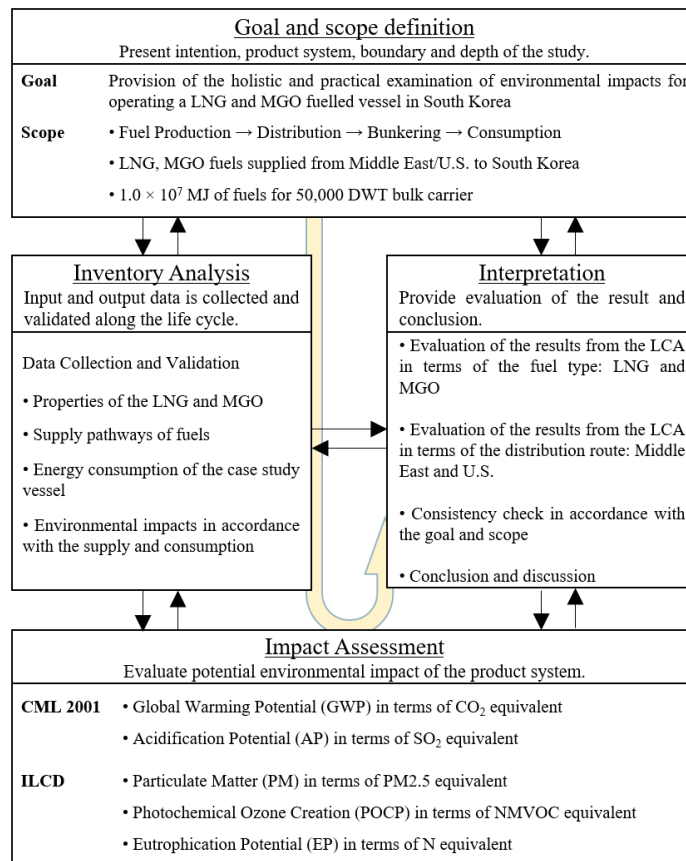 Goal and scope definition
Present intention, product system, boundary and depth of the study.
Goal Provision of the holistic and practical examination of environmental impacts for
operating a LNG and MGO fuelled vessel in South Korea
Scope • Fuel Production → Distribution → Bunkering → Consumption
• LNG, MGO fuels supplied from Middle East/U.S. to South Korea
• 1.0 × 10⁷ MJ of fuels for 50,000 DWT bulk carrier
Inventory Analysis
Input and output data is collected and
validated along the life cycle.
Data Collection and Validation
• Properties of the LNG and MGO
• Supply pathways of fuels
• Energy consumption of the case study
vessel
• Environmental impacts in accordance
with the supply and consumption
Interpretation
Provide evaluation of the result and
conclusion.
• Evaluation of the results from the LCA
in terms of the fuel type: LNG and
MGO
• Evaluation of the results from the LCA
in terms of the distribution route: Middle
East and U.S.
• Consistency check in accordance with
the goal and scope
• Conclusion and discussion
Impact Assessment
Evaluate potential environmental impact of the product system.
CML 2001 • Global Warming Potential (GWP) in terms of CO₂ equivalent
• Acidification Potential (AP) in terms of SO₂ equivalent
ILCD • Particulate Matter (PM) in terms of PM2.5 equivalent
• Photochemical Ozone Creation (POCP) in terms of NMVOC equivalent
• Eutrophication Potential (EP) in terms of N equivalent